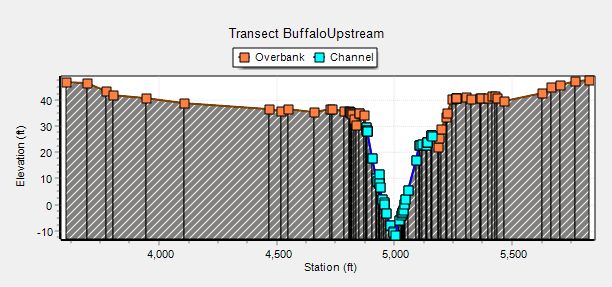 Transect BuffaloUpstream
Overbank Channel
Elevation (ft)
40
30
20
10
0
-10
4,000 4,500 5,000 5,500
Station (ft)